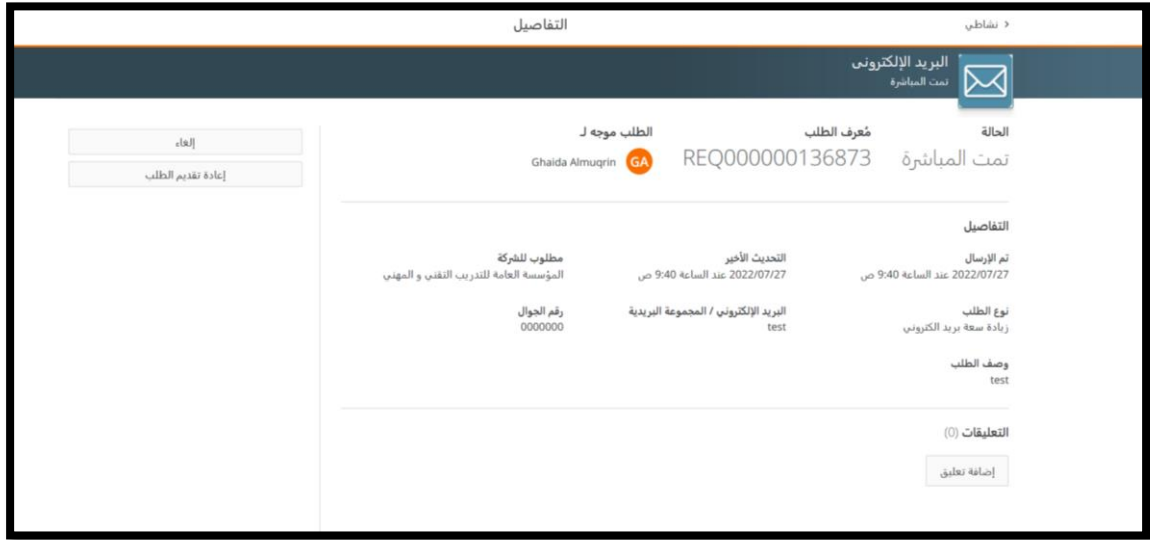 نشاطي
التفاصيل
البريد الإلكتروني
تمت المباشرة
الحالة
تمت المباشرة
مُعرف الطلب
REQ000000136873
الطلب موجه لـ
GA Ghaida Almuqrin
إلغاء
إعادة تقديم الطلب
التفاصيل
تم الإرسال
2022/07/27 عند الساعة 9:40 ص
التحديث الأخير
2022/07/27 عند الساعة 9:40 ص
مطلوب للشركة
المؤسسة العامة للتدريب التقني و المهني
نوع الطلب
زيادة سعة بريد الكتروني
البريد الإلكتروني / المجموعة البريدية
test
رقم الجوال
0000000
وصف الطلب
test
التعليقات (0)
إضافة تعليق